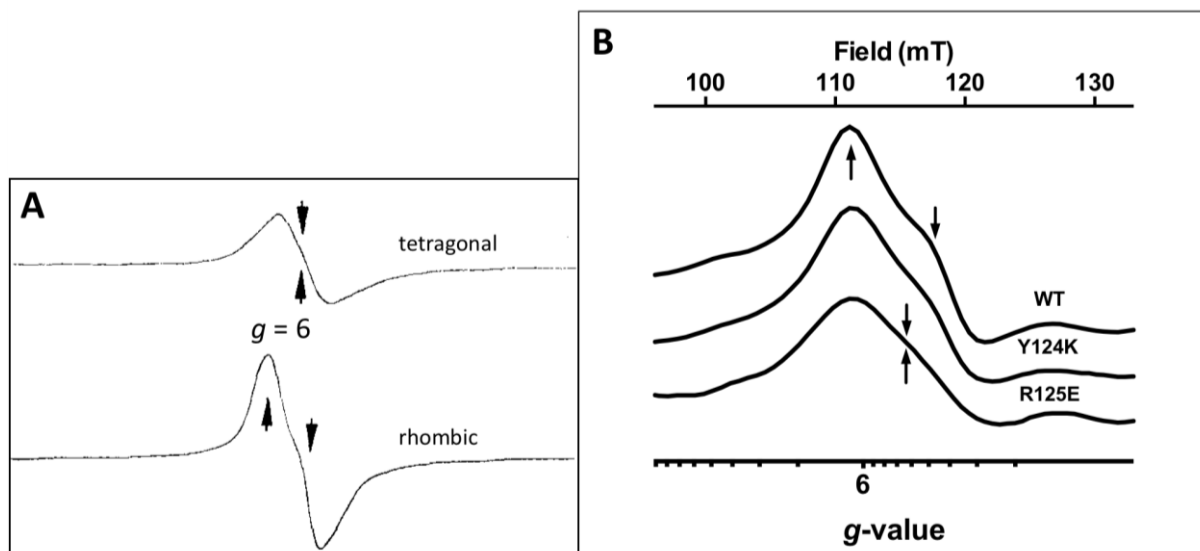 A
tetragonal
g = 6
rhombic
B
Field (mT)
100 110 120 130
WT
Y124K
R125E
6
g-value